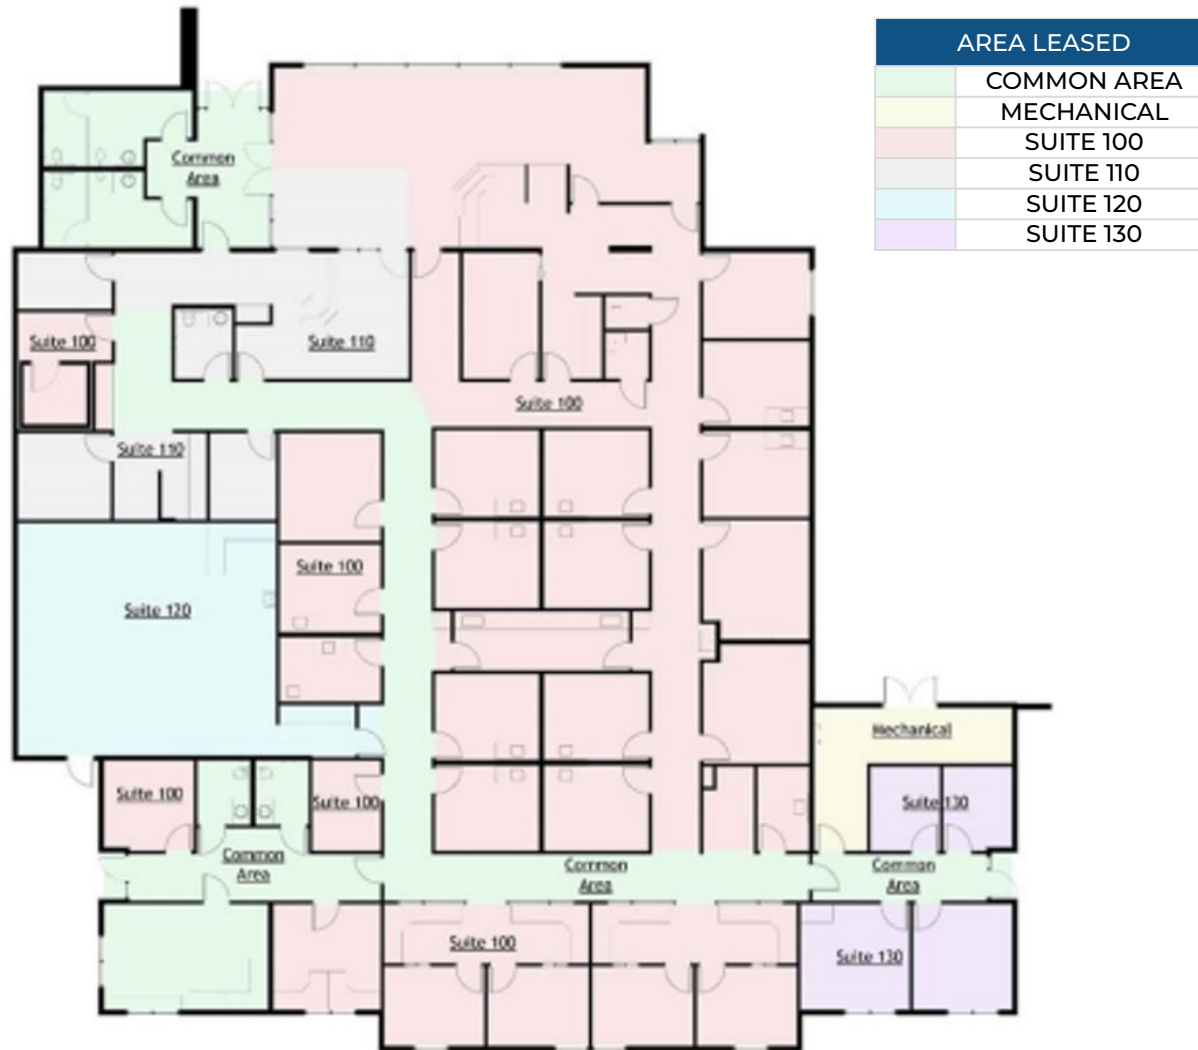 AREA LEASED
COMMON AREA
MECHANICAL
SUITE 100
SUITE 110
SUITE 120
SUITE 130
Common
Area
Suite 100
Suite 110
Suite 100
Suite 110
Suite 100
Suite 120
Mechanical
Suite 100
Suite 100
Suite 130
Common
Area
Common
Area
Common
Area
Suite 100
Suite 130